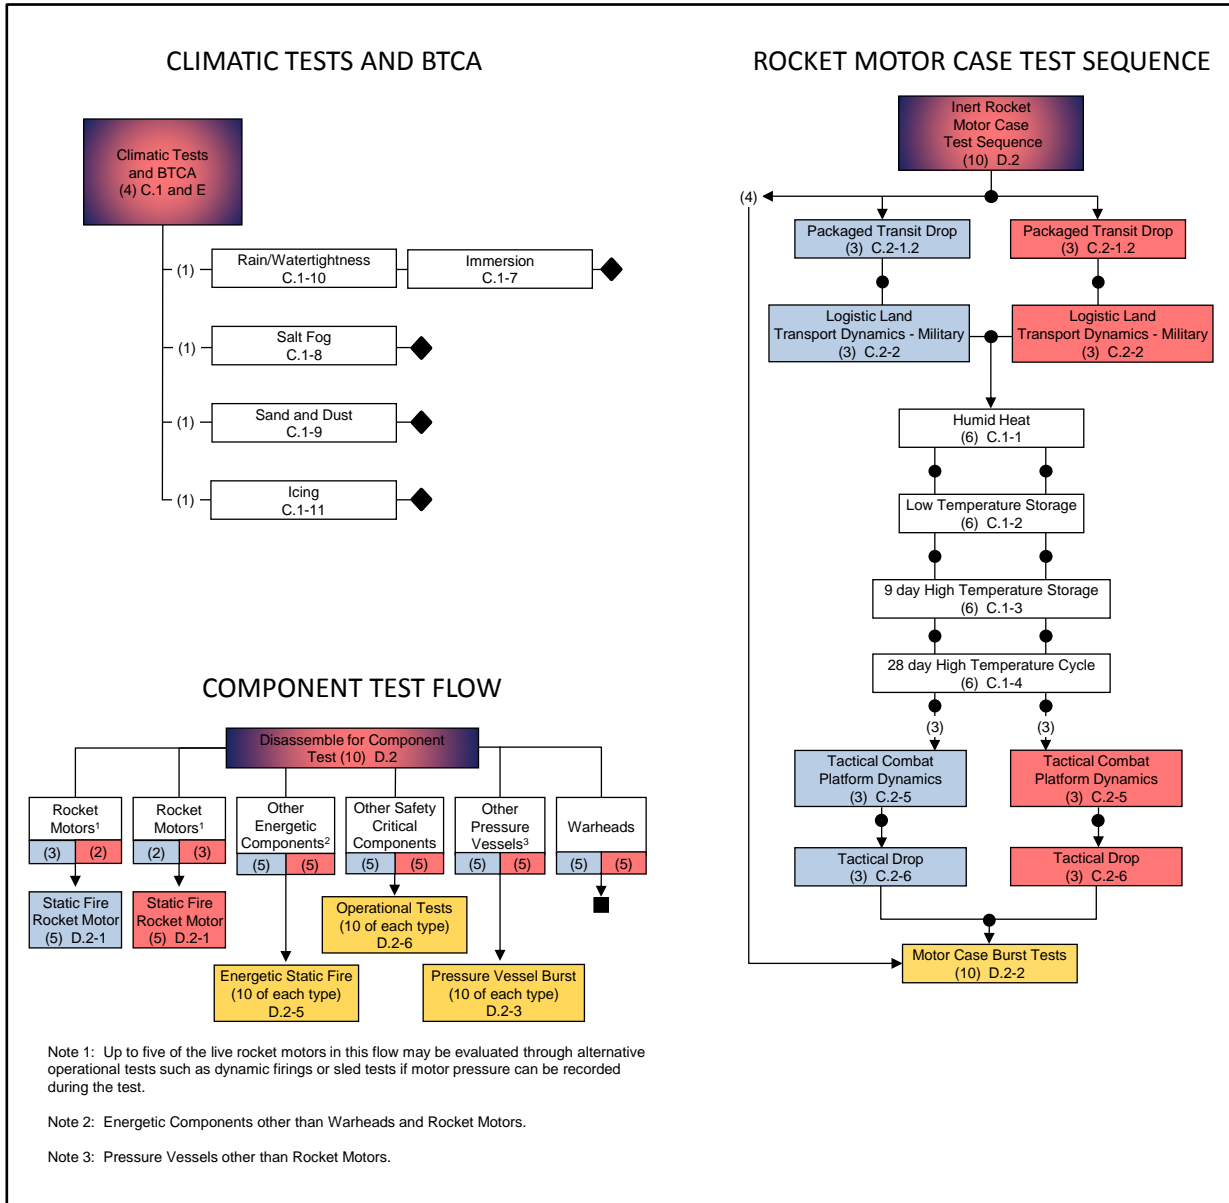 CLIMATIC TESTS AND BTCA
Climatic Tests
and BTCA
(4) C.1 and E
(1)
Rain/Watertightness
C.1-10
Immersion
C.1-7
(1)
Salt Fog
C.1-8
(1)
Sand and Dust
C.1-9
(1)
Icing
C.1-11
ROCKET MOTOR CASE TEST SEQUENCE
Inert Rocket
Motor Case
Test Sequence
(10) D.2
(4)
Packaged Transit Drop
(3) C.2-1.2
Packaged Transit Drop
(3) C.2-1.2
Logistic Land
Transport Dynamics - Military
(3) C.2-2
Logistic Land
Transport Dynamics - Military
(3) C.2-2
Humid Heat
(6) C.1-1
Low Temperature Storage
(6) C.1-2
9 day High Temperature Storage
(6) C.1-3
28 day High Temperature Cycle
(6) C.1-4
(3)
(3)
Tactical Combat
Platform Dynamics
(3) C.2-5
Tactical Combat
Platform Dynamics
(3) C.2-5
Tactical Drop
(3) C.2-6
Tactical Drop
(3) C.2-6
Motor Case Burst Tests
(10) D.2-2
COMPONENT TEST FLOW
Disassemble for Component
Test (10) D.2
Rocket
Motors¹
(3) (2)
Rocket
Motors¹
(2) (3)
Other
Energetic
Components²
(5) (5)
Other Safety
Critical
Components
(5) (5)
Other
Pressure
Vessels³
(5) (5)
Warheads
(5) (5)
Static Fire
Rocket Motor
(5) D.2-1
Static Fire
Rocket Motor
(5) D.2-1
Operational Tests
(10 of each type)
D.2-6
Energetic Static Fire
(10 of each type)
D.2-5
Pressure Vessel Burst
(10 of each type)
D.2-3
Note 1: Up to five of the live rocket motors in this flow may be evaluated through alternative
operational tests such as dynamic firings or sled tests if motor pressure can be recorded
during the test.
Note 2: Energetic Components other than Warheads and Rocket Motors.
Note 3: Pressure Vessels other than Rocket Motors.